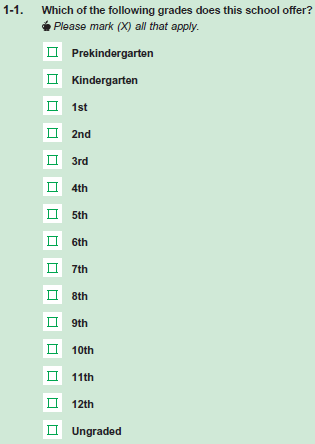 1-1. Which of the following grades does this school offer?
Please mark (X) all that apply.
Prekindergarten
Kindergarten
1st
2nd
3rd
4th
5th
6th
7th
8th
9th
10th
11th
12th
Ungraded